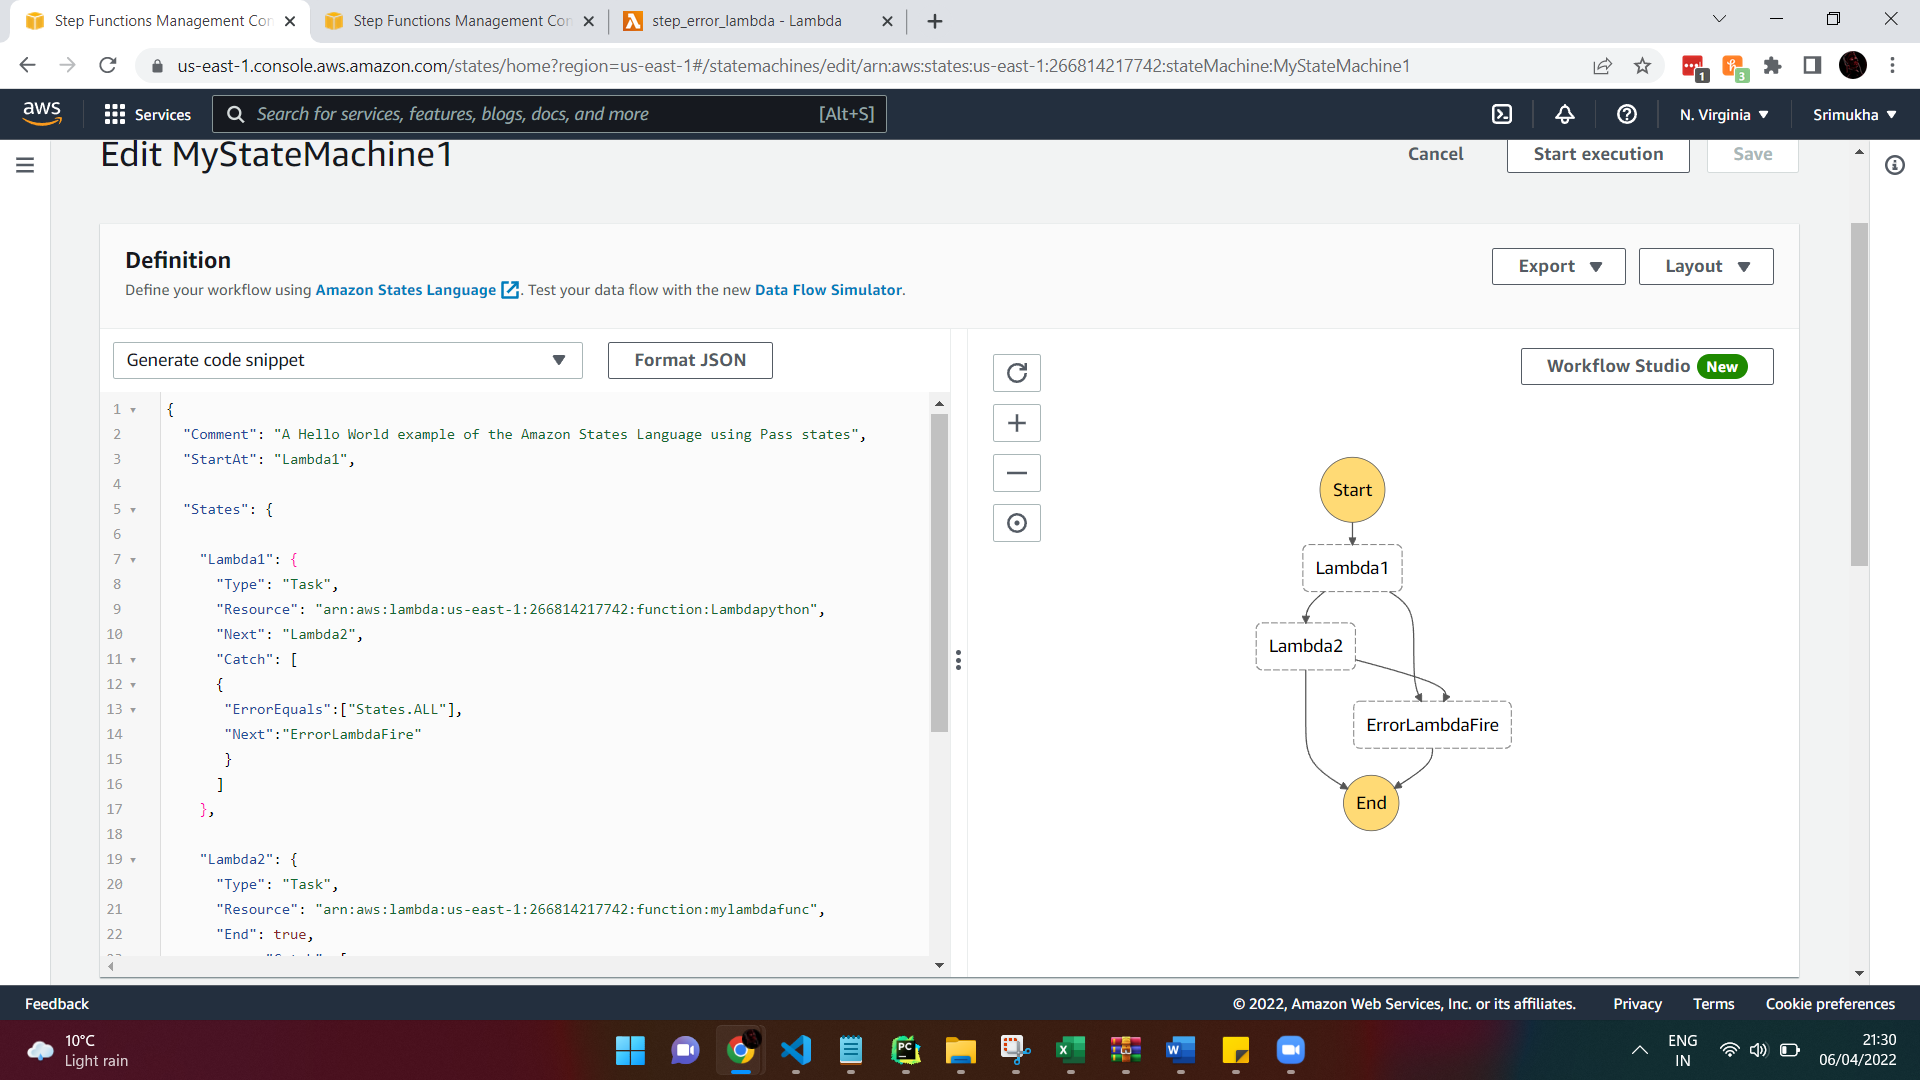 Step Functions Management Con
Step Functions Management Con
step_error_lambda - Lambda
us-east-1.console.aws.amazon.com/states/home?region=us-east-1#/statemachines/edit/arn:aws:states:us-east-1:266814217742:stateMachine:MyStateMachine1
1
3
aws
Services
Search for services, features, blogs, docs, and more
[Alt+S]
N. Virginia
Srimukha
Edit MyStateMachine1
Cancel
Start execution
Save
Definition
Define your workflow using Amazon States Language . Test your data flow with the new Data Flow Simulator.
Export
Layout
Generate code snippet
Format JSON
Workflow Studio New
1 {
2 "Comment": "A Hello World example of the Amazon States Language using Pass states",
3 "StartAt": "Lambda1",
4
5 "States": {
6
7 "Lambda1": {
8 "Type": "Task",
9 "Resource": "arn:aws:lambda:us-east-1:266814217742:function:Lambdapython",
10 "Next": "Lambda2",
11 "Catch": [
12 {
13 "ErrorEquals":["States.ALL"],
14 "Next":"ErrorLambdaFire"
15 }
16 ]
17 },
18
19 "Lambda2": {
20 "Type": "Task",
21 "Resource": "arn:aws:lambda:us-east-1:266814217742:function:mylambdafunc",
22 "End": true,
Start
Lambda1
Lambda2
ErrorLambdaFire
End
Feedback
© 2022, Amazon Web Services, Inc. or its affiliates.
Privacy
Terms
Cookie preferences
10°C
Light rain
ENG
IN
21:30
06/04/2022